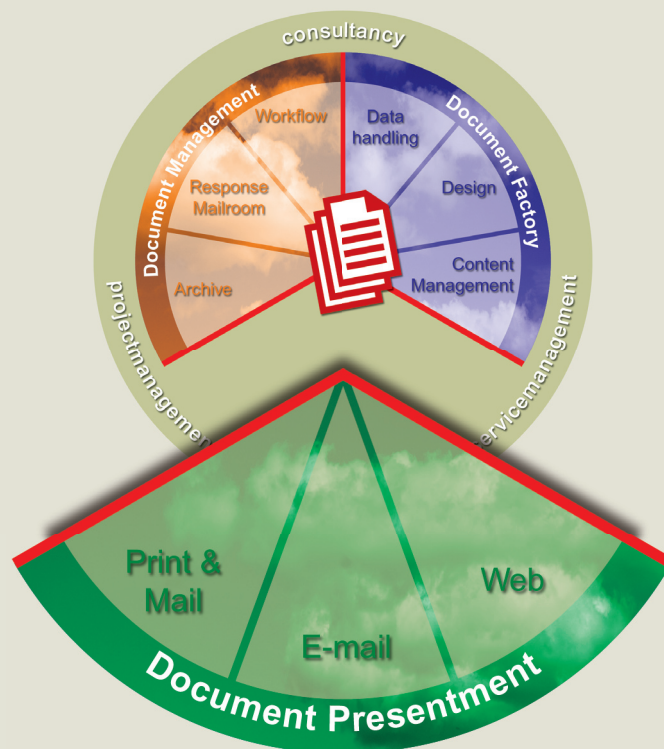 consultancy
Document Management
Workflow
Response
Mailroom
Archive
Document Factory
Data
handling
Design
Content
Management
projectmanagement
servicemanagement
Print &
Mail
E-mail
Web
Document Presentment